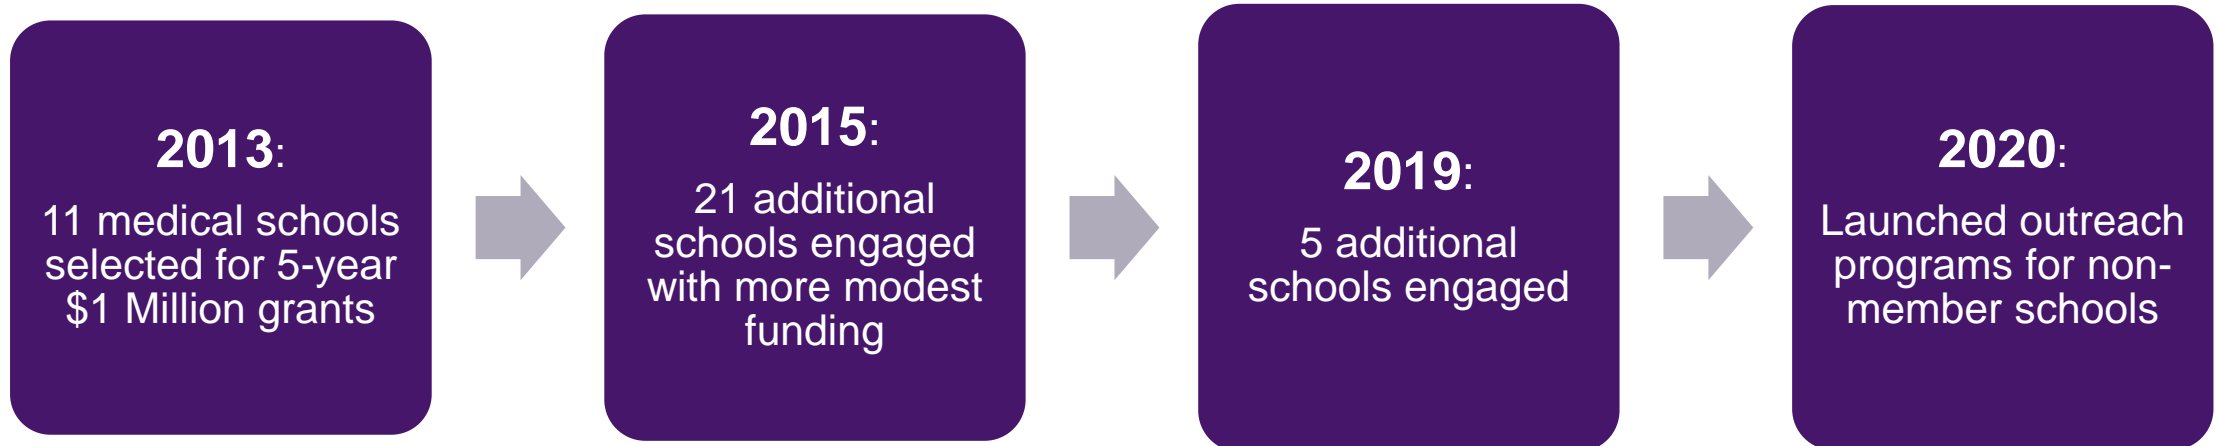 2013:
11 medical schools
selected for 5-year
$1 Million grants
2015:
21 additional
schools engaged
with more modest
funding
2019:
5 additional
schools engaged
2020:
Launched outreach
programs for non-
member schools